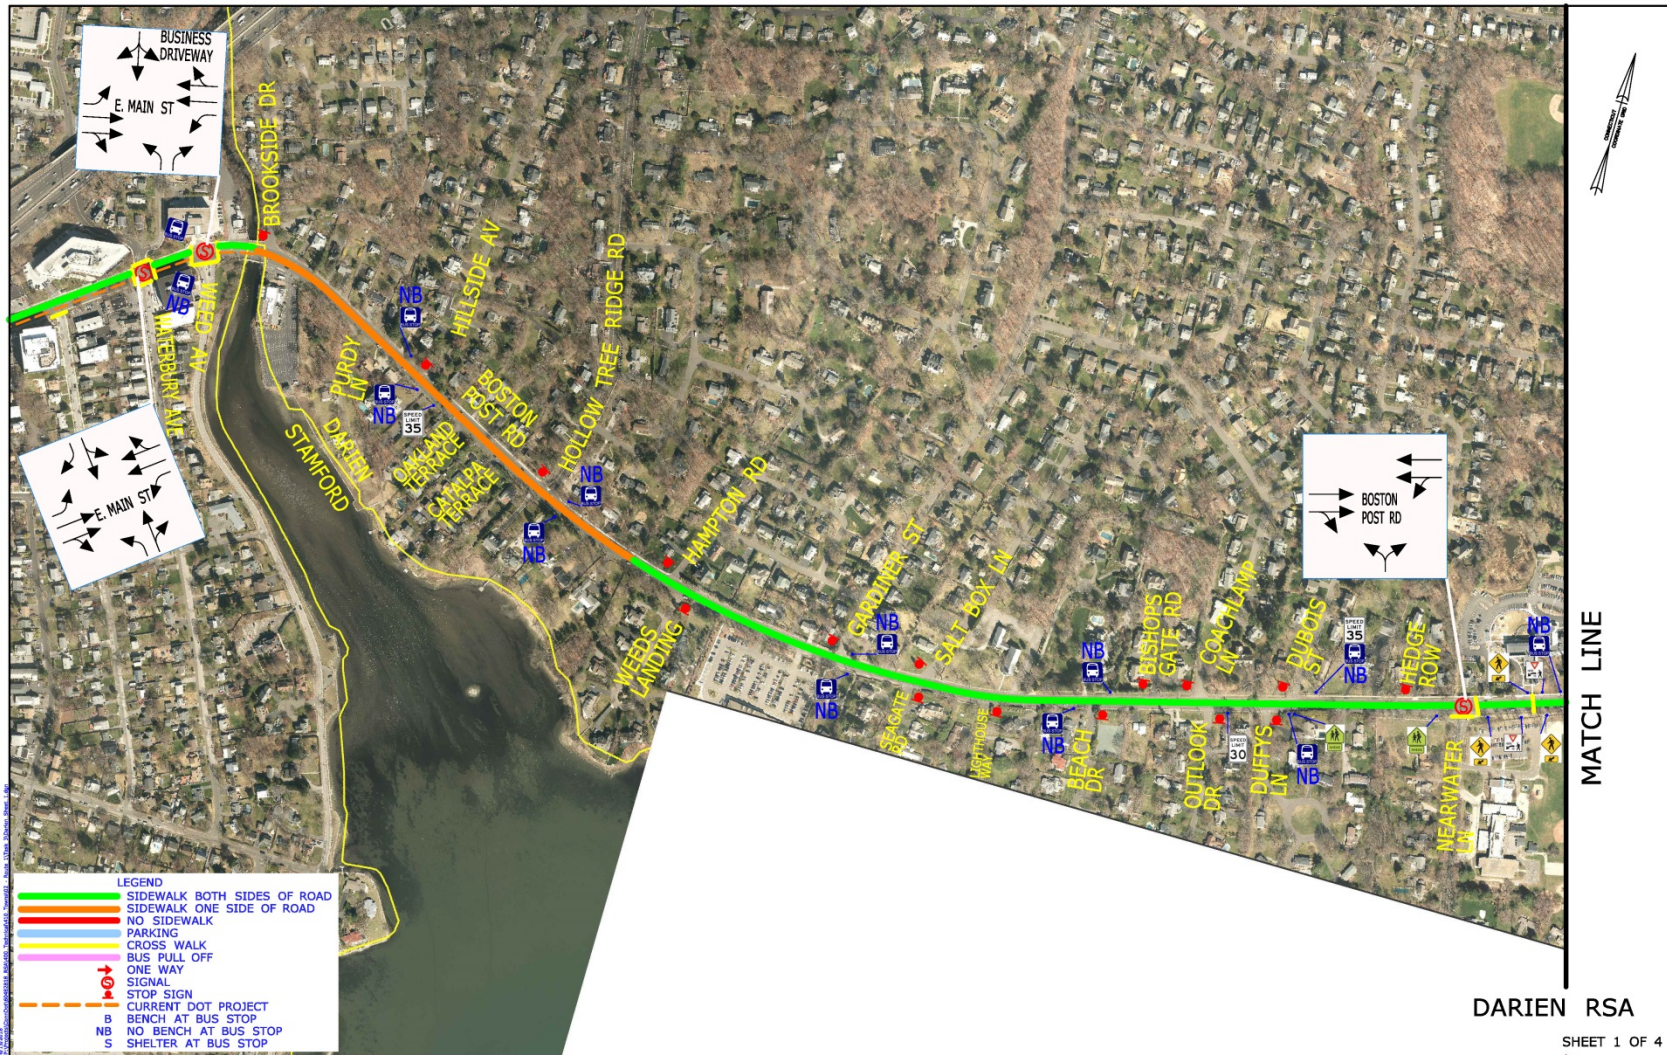 BUSINESS
DRIVEWAY
E. MAIN ST
BROOKSIDE DR
CONNECTICUT
COORDINATE GRID
NB
WEED AV
WATERBURY AVE
E. MAIN ST
NB
HILLSIDE AV
PURDY
LN
NB
SPEED
LIMIT
35
BOSTON
POST RD
HOLLOW TREE RIDGE RD
DARIEN
STAMFORD
OAKLAND
TERRACE
CATALPA
TERRACE
NB
NB
HAMPTON RD
WEEDS
LANDING
GARDINER ST
NB
NB
SALT BOX LN
SEAGATE
RD
LIGHTHOUSE
WAY
NB
NB
BEACH
DR
BISHOPS
GATE RD
COACHLAMP
LN
OUTLOOK
DR
SPEED
LIMIT
30
DUBOIS
ST
DUFFYS
LN
NB
SPEED
LIMIT
35
NB
HEDGE
ROW
BOSTON
POST RD
NEARWATER
LN
NB
MATCH LINE
LEGEND
SIDEWALK BOTH SIDES OF ROAD
SIDEWALK ONE SIDE OF ROAD
NO SIDEWALK
PARKING
CROSS WALK
BUS PULL OFF
ONE WAY
S SIGNAL
STOP SIGN
CURRENT DOT PROJECT
B BENCH AT BUS STOP
NB NO BENCH AT BUS STOP
S SHELTER AT BUS STOP
DARIEN RSA
SHEET 1 OF 4